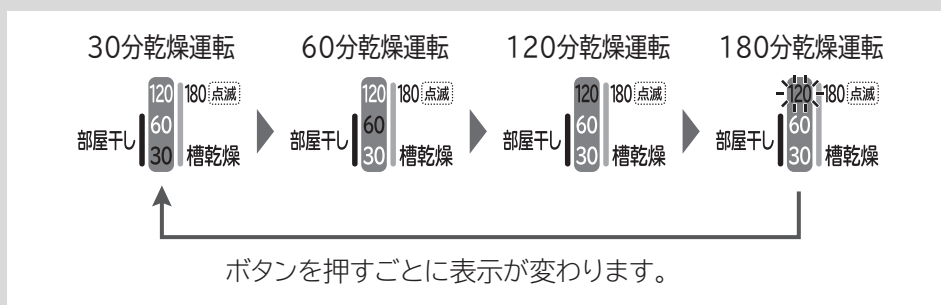 30分乾燥運転 60分乾燥運転 120分乾燥運転 180分乾燥運転
120 180 点滅 120 180 点滅 120 180 点滅 120 180 点滅
部屋干し 60 部屋干し 60 部屋干し 60 部屋干し 60
30 槽乾燥 30 槽乾燥 30 槽乾燥 30 槽乾燥
ボタンを押すごとに表示が変わります。